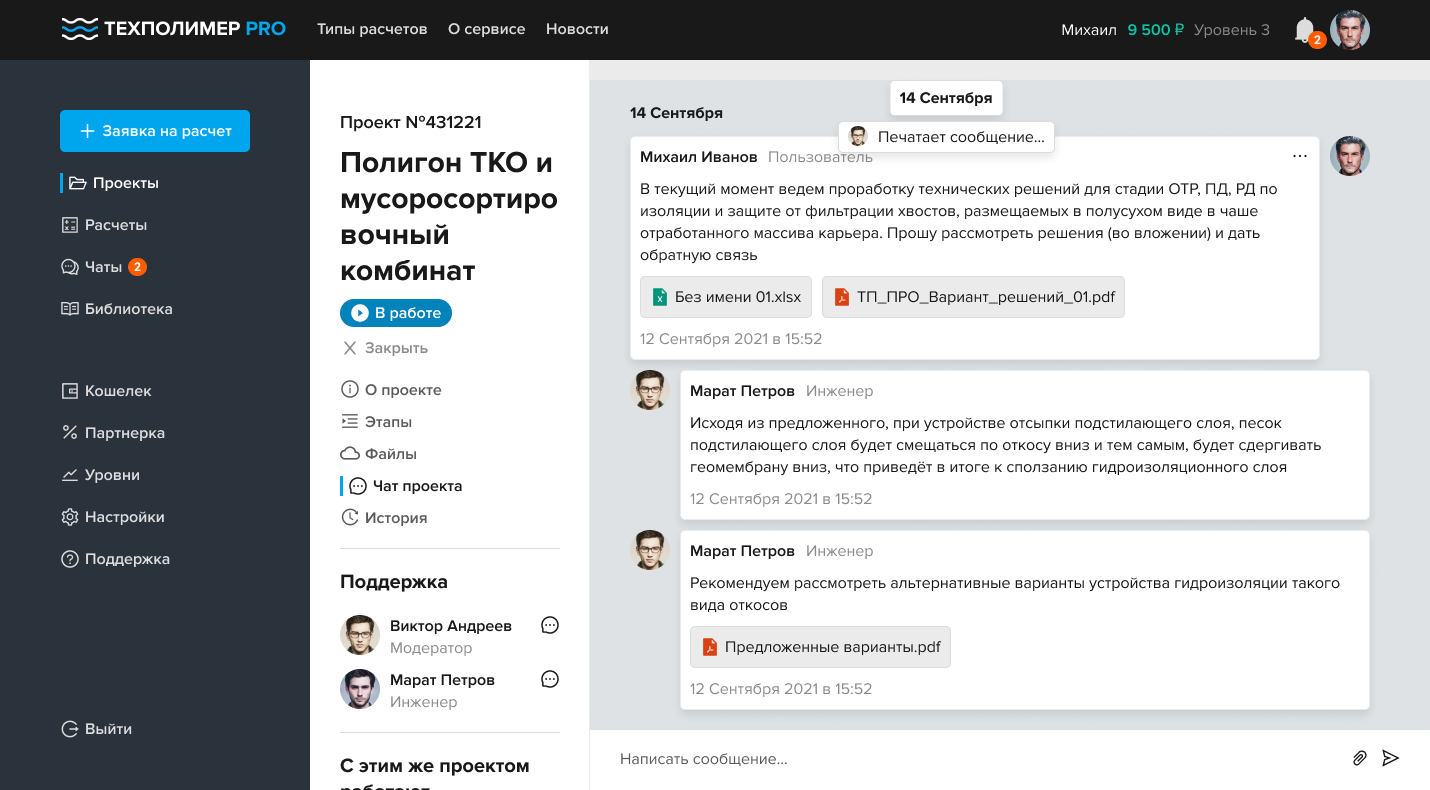 ТЕХПОЛИМЕР PRO
Типы расчетов
О сервисе
Новости
Михаил
9 500 ₽
Уровень 3
2
Заявка на расчет
Проекты
Расчеты
Чаты 2
Библиотека
Кошелек
Партнерка
Уровни
Настройки
Поддержка
Выйти
Проект №431221
Полигон ТКО и
мусоросортиро
вочный
комбинат
В работе
Закрыть
О проекте
Этапы
Файлы
Чат проекта
История
Поддержка
Виктор Андреев
Модератор
Марат Петров
Инженер
С этим же проектом
работают
14 Сентября
14 Сентября
Печатает сообщение...
Михаил Иванов Пользователь
В текущий момент ведем проработку технических решений для стадии ОТР, ПД, РД по
изоляции и защите от фильтрации хвостов, размещаемых в полусухом виде в чаше
отработанного массива карьера. Прошу рассмотреть решения (во вложении) и дать
обратную связь
Без имени 01.xlsx
ТП_ПРО_Вариант_решений_01.pdf
12 Сентября 2021 в 15:52
Марат Петров Инженер
Исходя из предложенного, при устройстве отсыпки подстилающего слоя, песок
подстилающего слоя будет смещаться по откосу вниз и тем самым, будет сдергивать
геомембрану вниз, что приведёт в итоге к сползанию гидроизоляционного слоя
12 Сентября 2021 в 15:52
Марат Петров Инженер
Рекомендуем рассмотреть альтернативные варианты устройства гидроизоляции такого
вида откосов
Предложенные варианты.pdf
12 Сентября 2021 в 15:52
Написать сообщение...